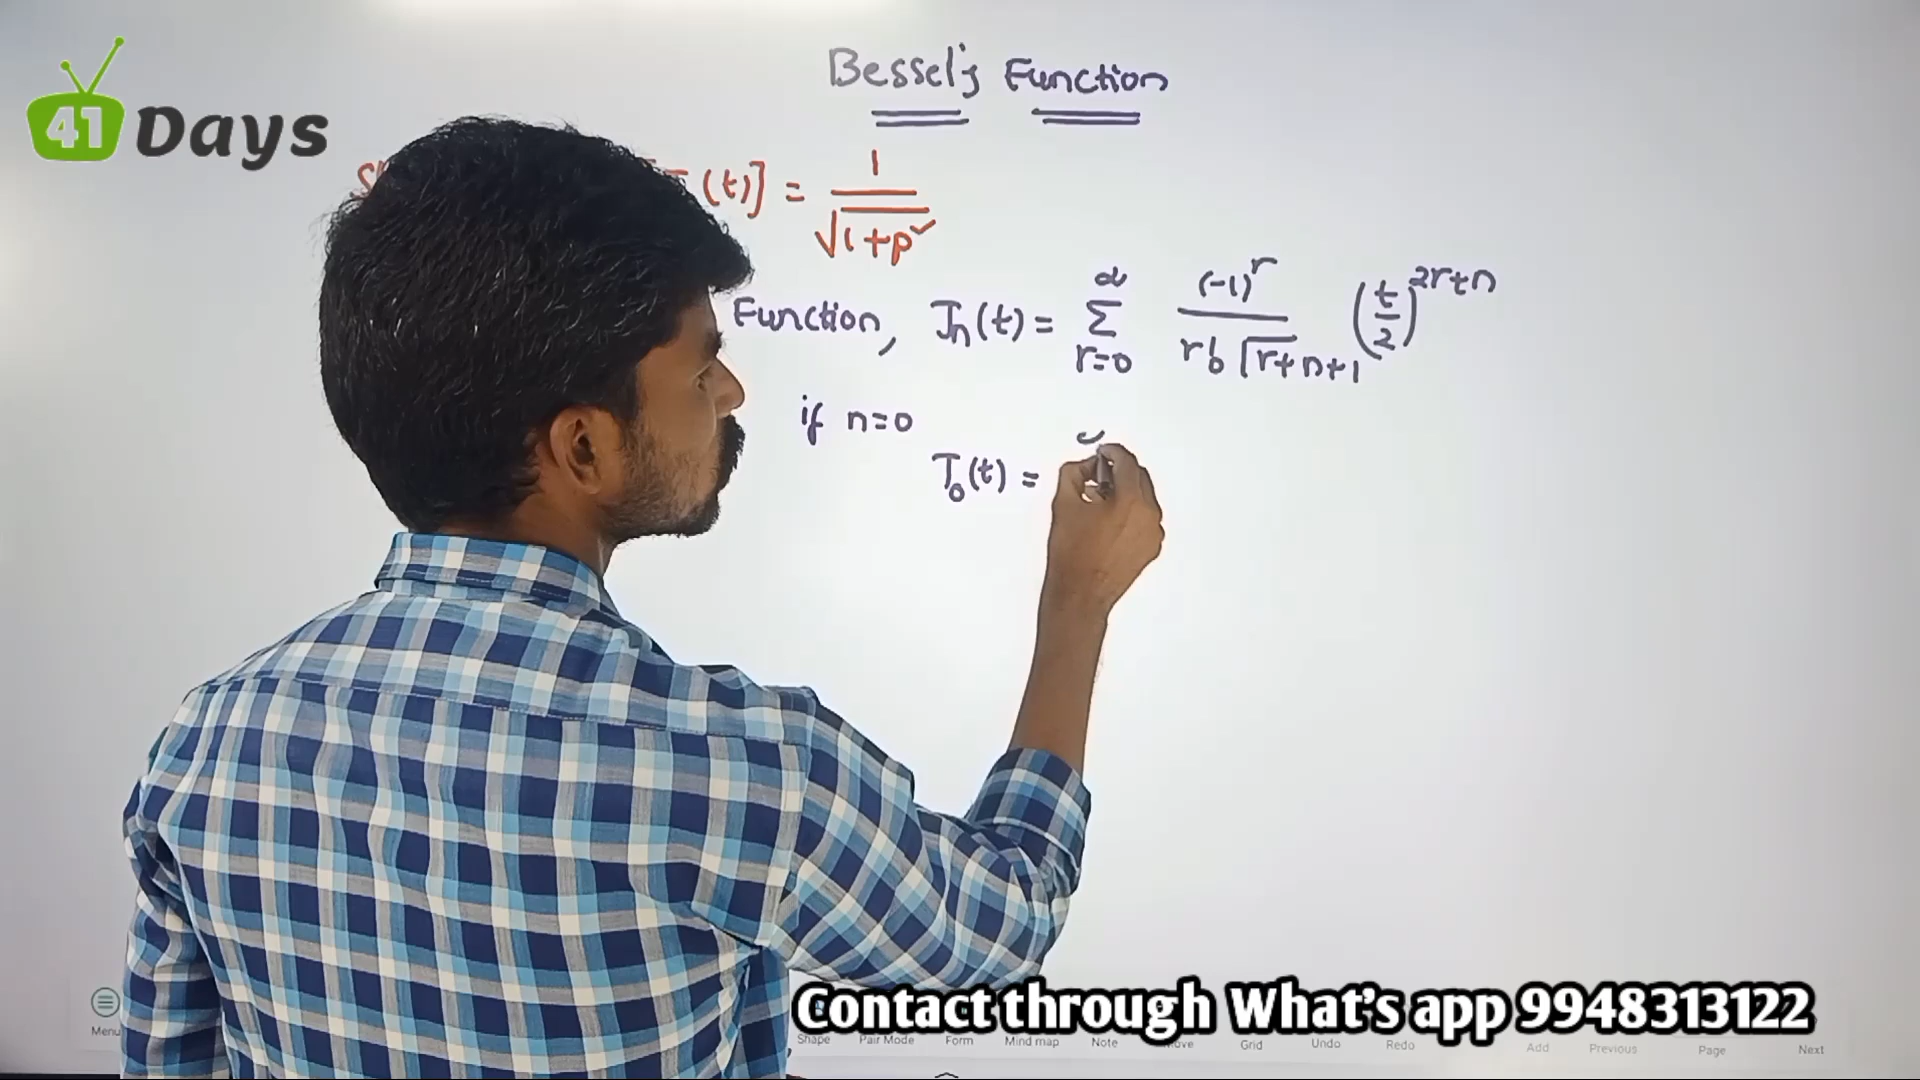 41 Days
Bessel's Function
(t)] = 1/√(1+p²)
Function, Jn(t) = ∑ r=0 ∞ (-1)^r / r! Γr+n+1 (t/2)^2r+n
if n=0
J0(t) =
Contact through What's app 9948313122
Menu Shape Pair Mode Form Mind map Note Grid Undo Redo Add Previous Page Next